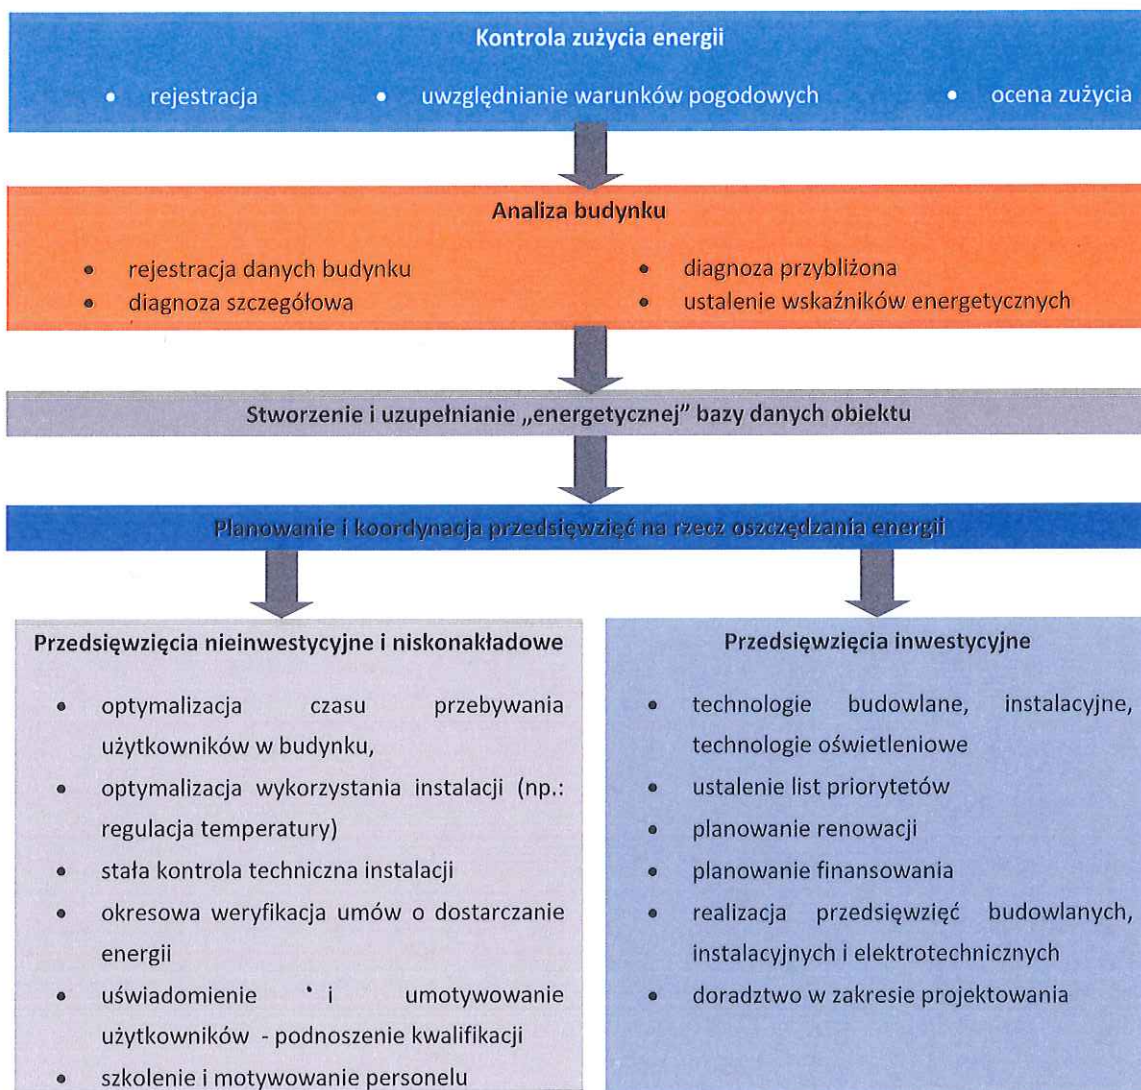 Kontrola zużycia energii
• rejestracja • uwzględnianie warunków pogodowych • ocena zużycia
Analiza budynku
• rejestracja danych budynku • diagnoza przybliżona
• diagnoza szczegółowa • ustalenie wskaźników energetycznych
Stworzenie i uzupełnianie „energetycznej” bazy danych obiektu
Planowanie i koordynacja przedsięwzięć na rzecz oszczędzania energii
Przedsięwzięcia nieinwestycyjne i niskonakładowe
• optymalizacja czasu przebywania
użytkowników w budynku,
• optymalizacja wykorzystania instalacji (np.:
regulacja temperatury)
• stała kontrola techniczna instalacji
• okresowa weryfikacja umów o dostarczanie
energii
• uświadomienie i umotywowanie
użytkowników - podnoszenie kwalifikacji
• szkolenie i motywowanie personelu
Przedsięwzięcia inwestycyjne
• technologie budowlane, instalacyjne,
technologie oświetleniowe
• ustalenie list priorytetów
• planowanie renowacji
• planowanie finansowania
• realizacja przedsięwzięć budowlanych,
instalacyjnych i elektrotechnicznych
• doradztwo w zakresie projektowania